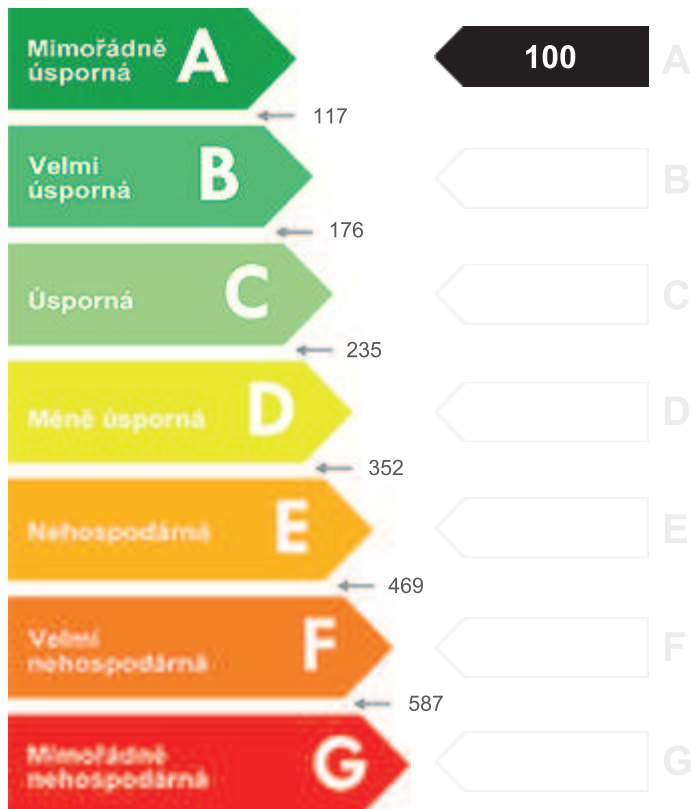 Mimořádně
úsporná
A
100
A
117
Velmi
úsporná
B
B
176
Úsporná
C
C
235
Méně úsporná
D
D
352
Nehospodárná
E
E
469
Velmi
nehospodárná
F
F
587
Mimořádně
nehospodárná
G
G